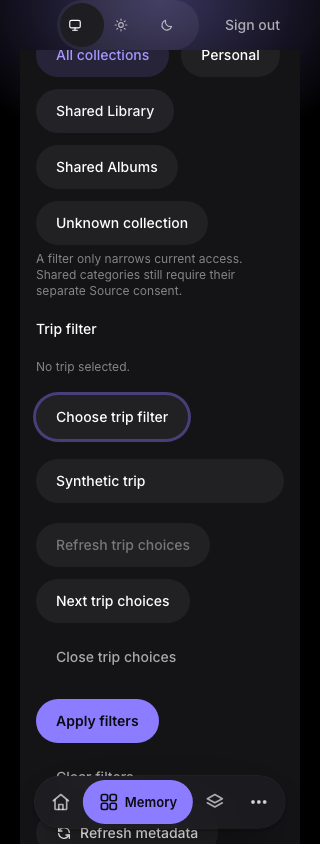 Sign out
All collections
Personal
Shared Library
Shared Albums
Unknown collection
A filter only narrows current access.
Shared categories still require their
separate Source consent.
Trip filter
No trip selected.
Choose trip filter
Synthetic trip
Refresh trip choices
Next trip choices
Close trip choices
Apply filters
Clear filters
Memory
Refresh metadata